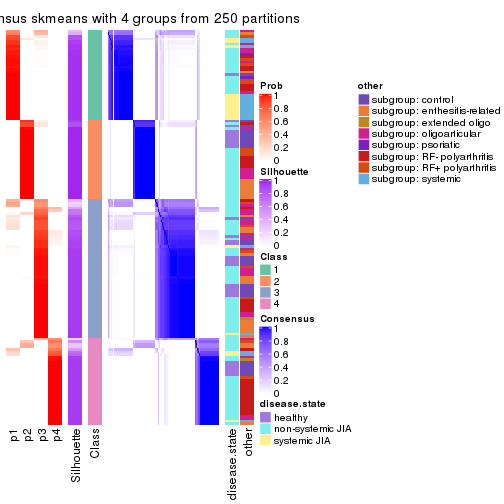 nsus skmeans with 4 groups from 250 partitions
Prob
1
0.8
0.6
0.4
0.2
0
Silhouette
1
0.8
0.6
0.4
0.2
0
Class
1
2
3
4
Consensus
1
0.8
0.6
0.4
0.2
0
disease.state
healthy
non-systemic JIA
systemic JIA
other
subgroup: control
subgroup: enthesitis-related
subgroup: extended oligo
subgroup: oligoarticular
subgroup: psoriatic
subgroup: RF- polyarthritis
subgroup: RF+ polyarthritis
subgroup: systemic
p1
p2
p3
p4
Silhouette
Class
disease.state
other